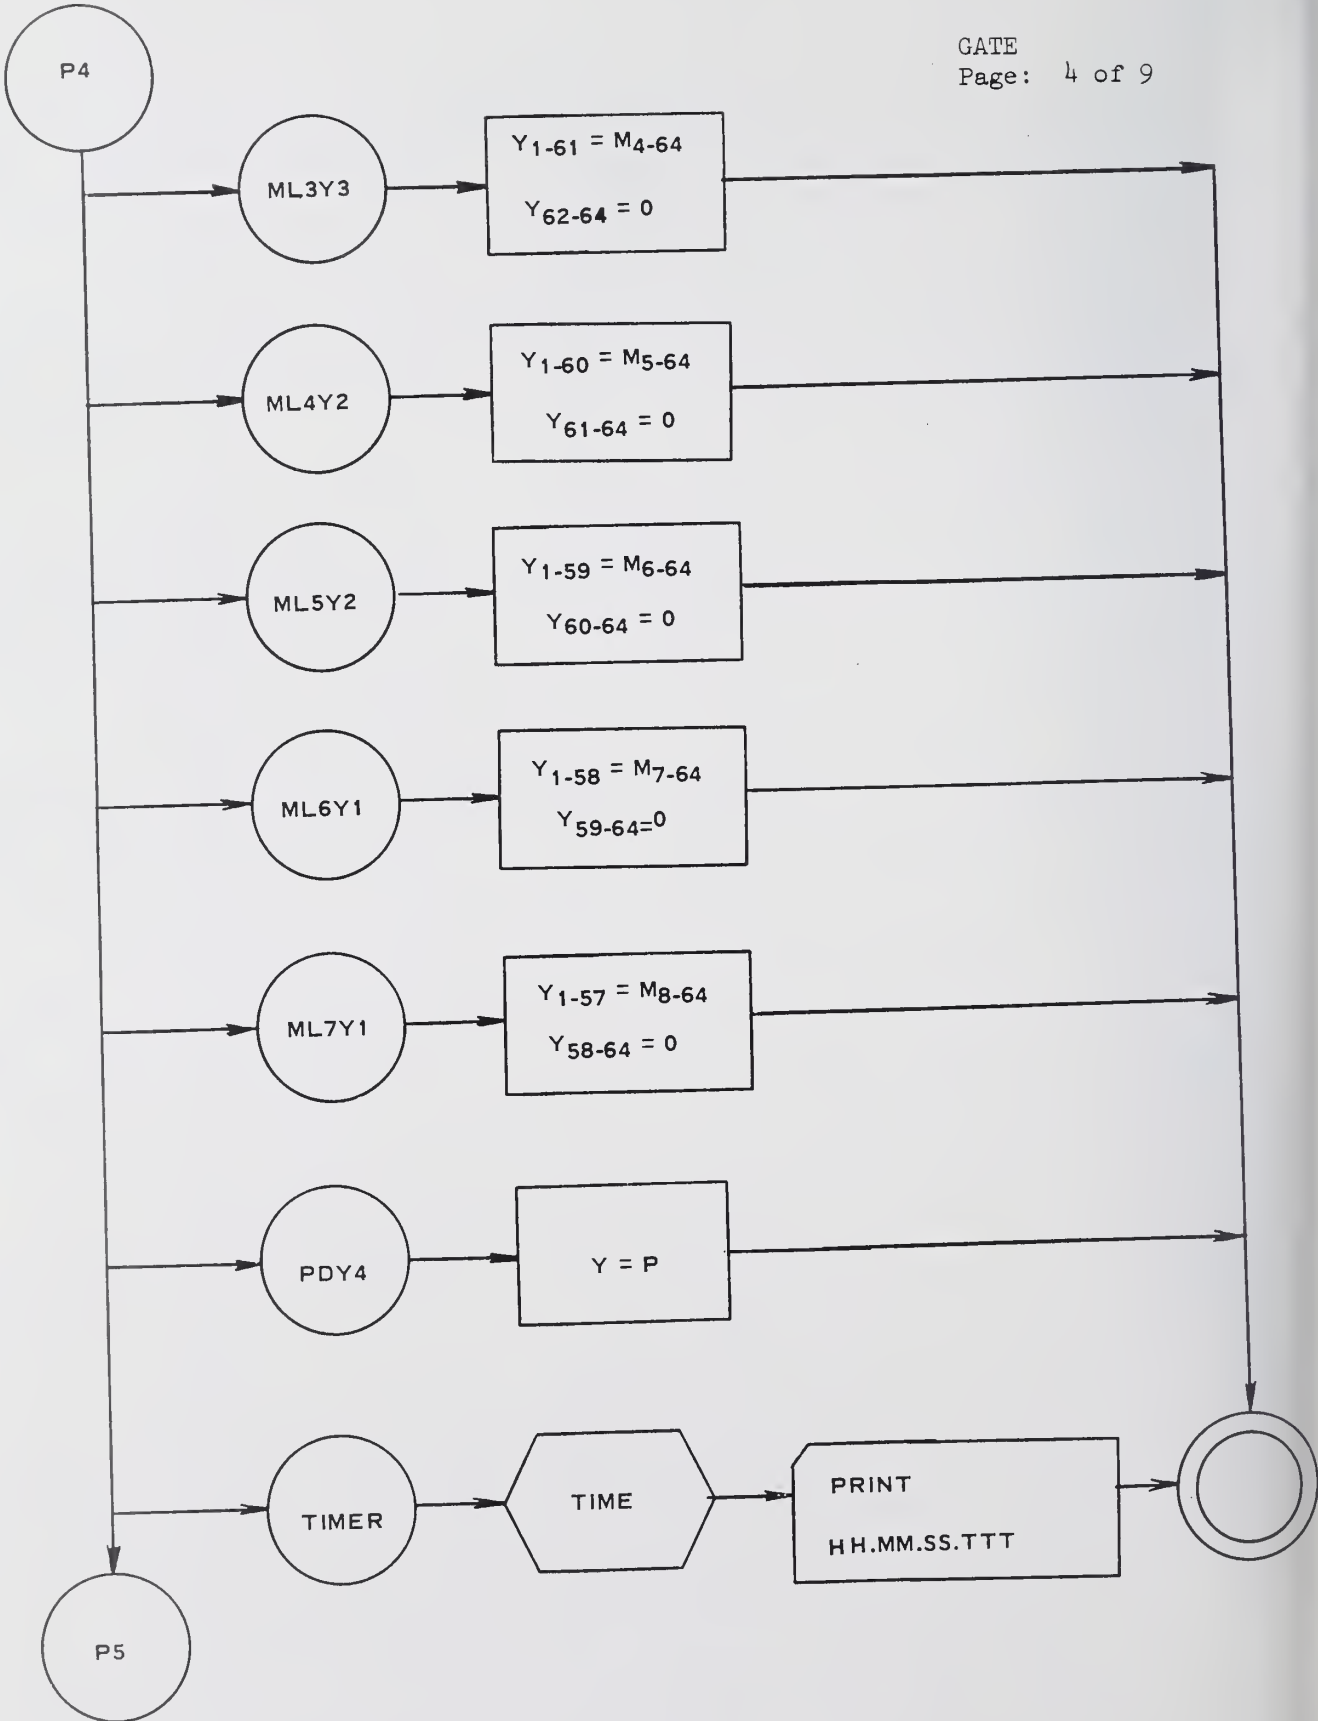 GATE
Page: 4 of 9
P4
ML3Y3
Y1-61 = M4-64
Y62-64 = 0
ML4Y2
Y1-60 = M5-64
Y61-64 = 0
ML5Y2
Y1-59 = M6-64
Y60-64 = 0
ML6Y1
Y1-58 = M7-64
Y59-64=0
ML7Y1
Y1-57 = M8-64
Y58-64 = 0
PDY4
Y = P
TIMER
TIME
PRINT
HH.MM.SS.TTT
P5